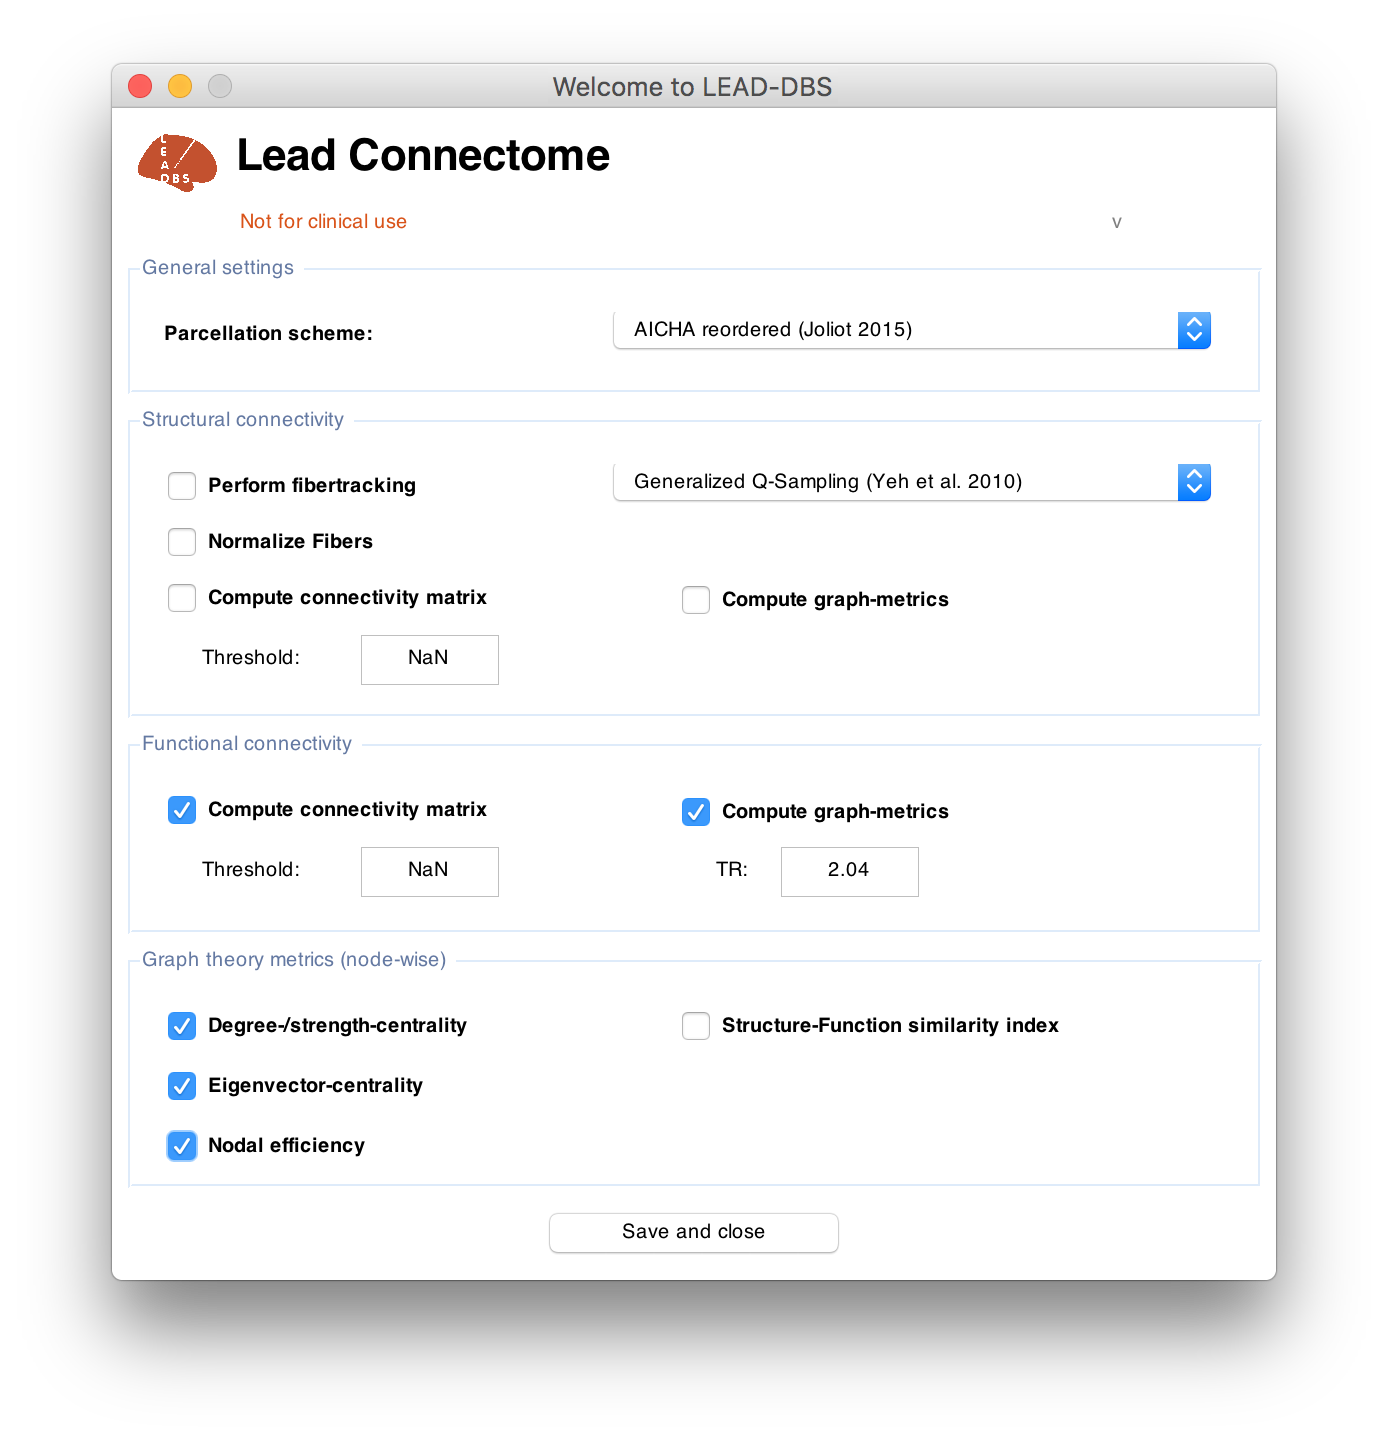 Welcome to LEAD-DBS
L
E
A
DBS
Lead Connectome
Not for clinical use
v
General settings
Parcellation scheme:
AICHA reordered (Joliot 2015)
Structural connectivity
Perform fibertracking
Generalized Q-Sampling (Yeh et al. 2010)
Normalize Fibers
Compute connectivity matrix
Compute graph-metrics
Threshold:
NaN
Functional connectivity
Compute connectivity matrix
Compute graph-metrics
Threshold:
NaN
TR:
2.04
Graph theory metrics (node-wise)
Degree-/strength-centrality
Structure-Function similarity index
Eigenvector-centrality
Nodal efficiency
Save and close